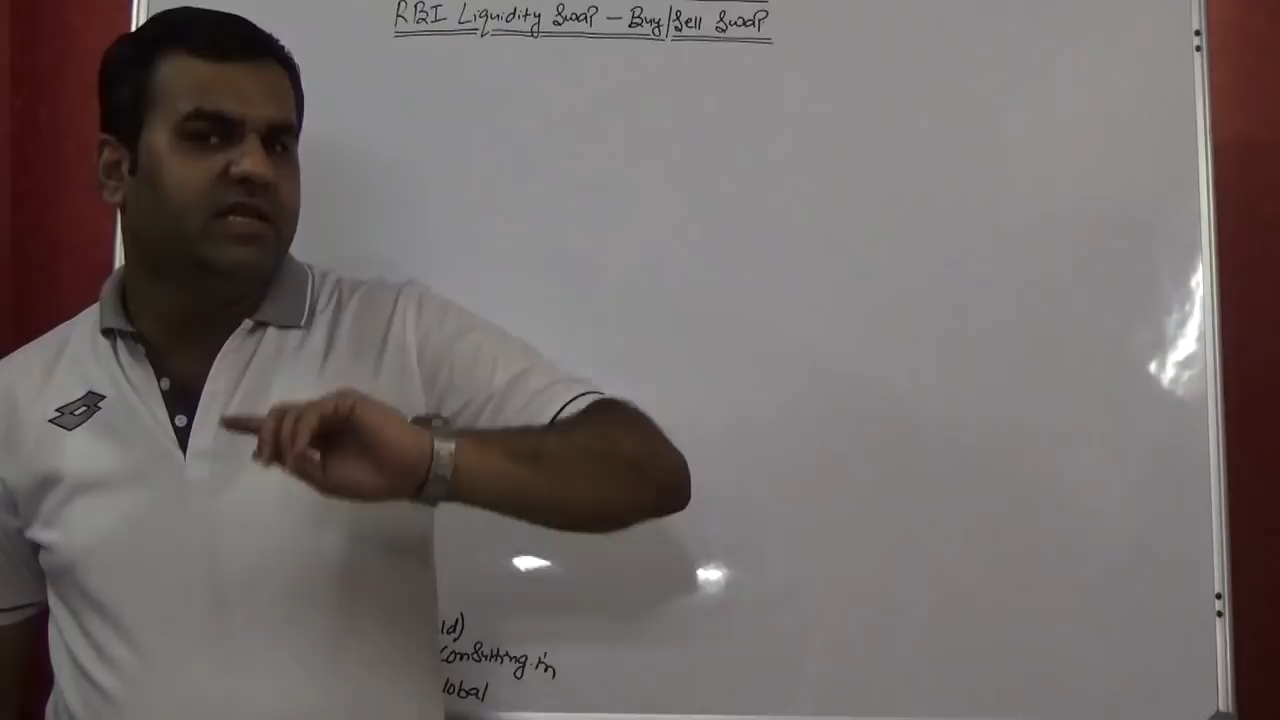 RBI Liquidity Swap – Buy/Sell Swap
ld)
consulting.in
lobal